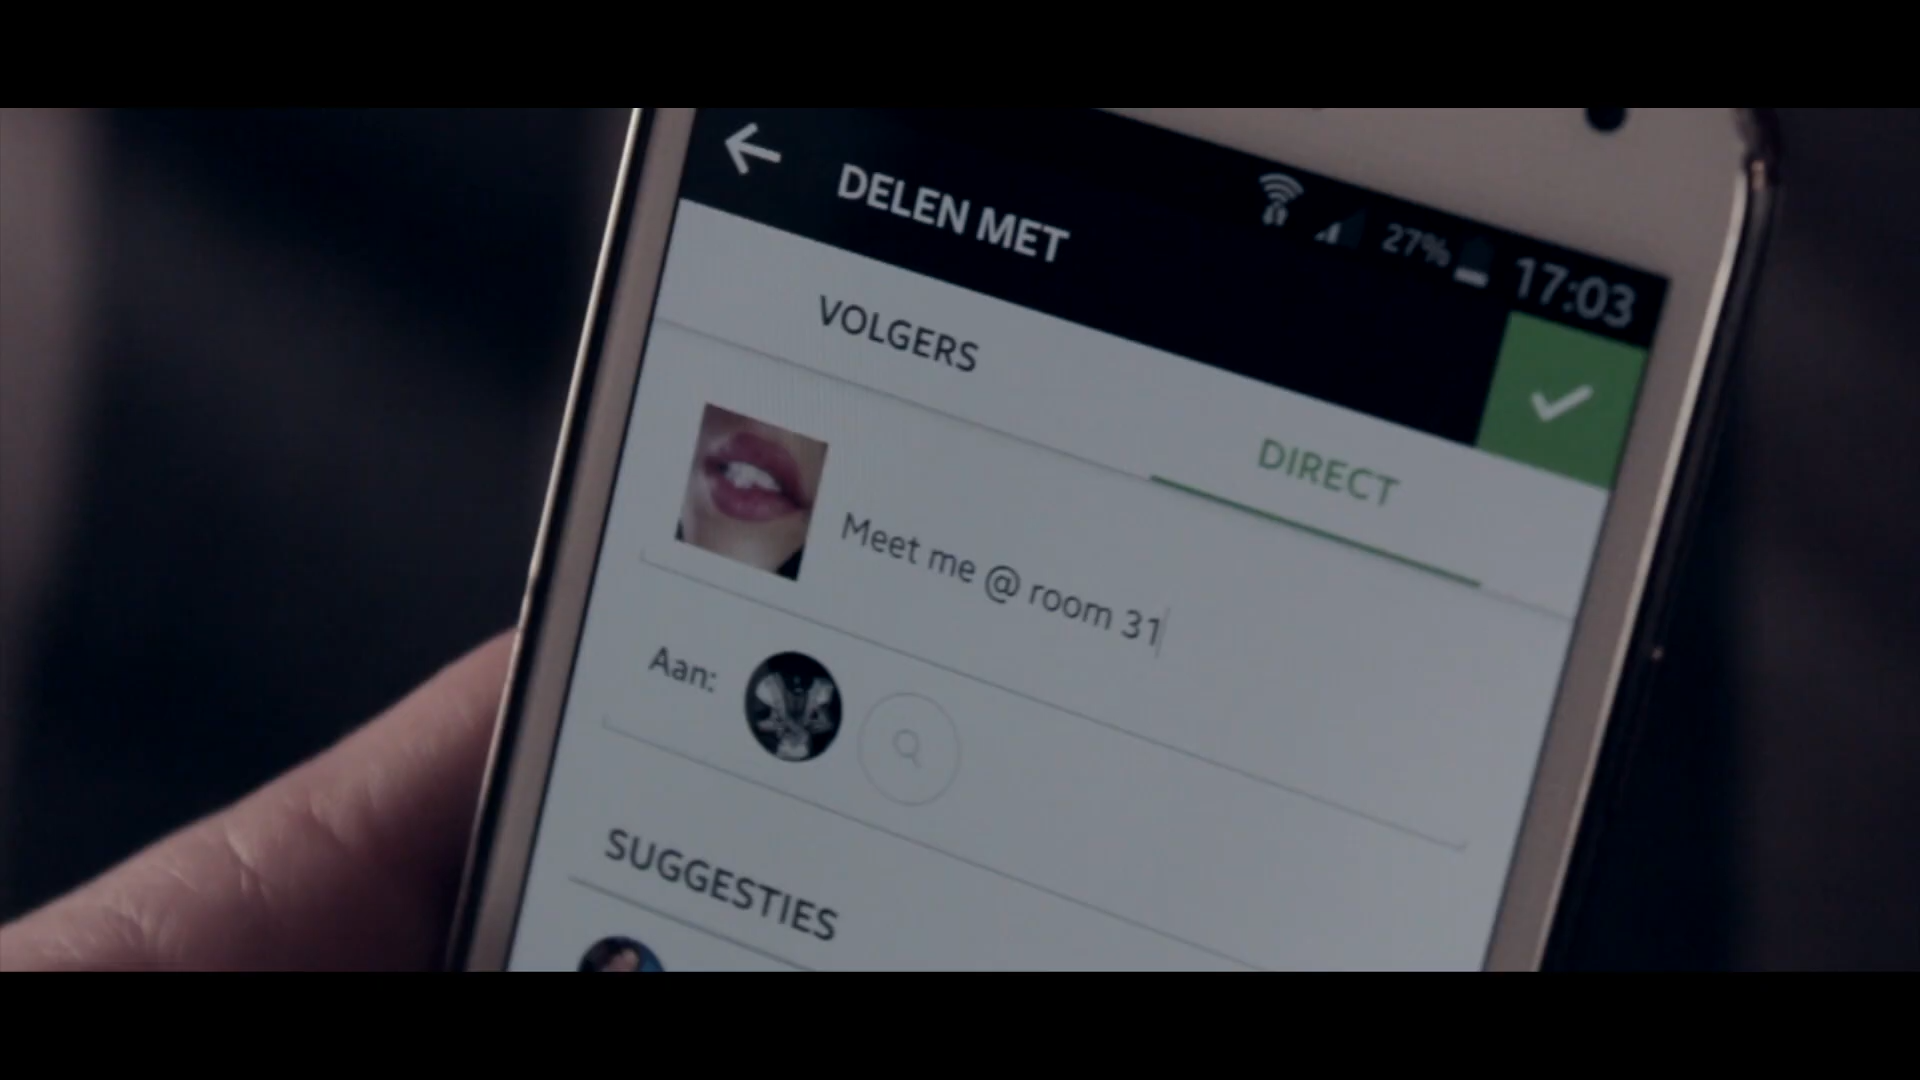 DELEN MET
27% 17:03
VOLGERS
DIRECT
Meet me @ room 31
Aan:
SUGGESTIES